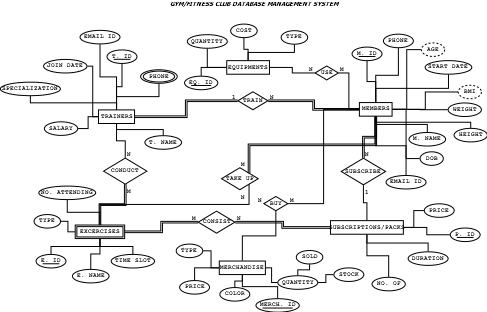 GYM/FITNESS CLUB DATABASE MANAGEMENT SYSTEM
COST
EMAIL ID
QUANTITY
TYPE
PHONE
AGE
T_ ID
M. ID
JOIN DATE
EQUIPMENTS
START DATE
PHONE
N
USE
M
EQ. ID
SPECIALIZATION
BMI
1
TRAIN
N
MEMBERS
WEIGHT
TRAINERS
SALARY
HEIGHT
T. NAME
M. NAME
N
M
N
DOB
CONDUCT
TAKE UP
SUBSCRIBE
EMAIL ID
M
1
NO. ATTENDING
N
N
BUY
M
PRICE
TYPE
M
CONSIST
N
EXCERCISES
SUBSCRIPTIONS/PACKS
P. ID
TYPE
SOLD
DURATION
E. ID
TIME SLOT
MERCHANDISE
E. NAME
STOCK
QUANTITY
NO. OF
PRICE
COLOR
MERCH. ID